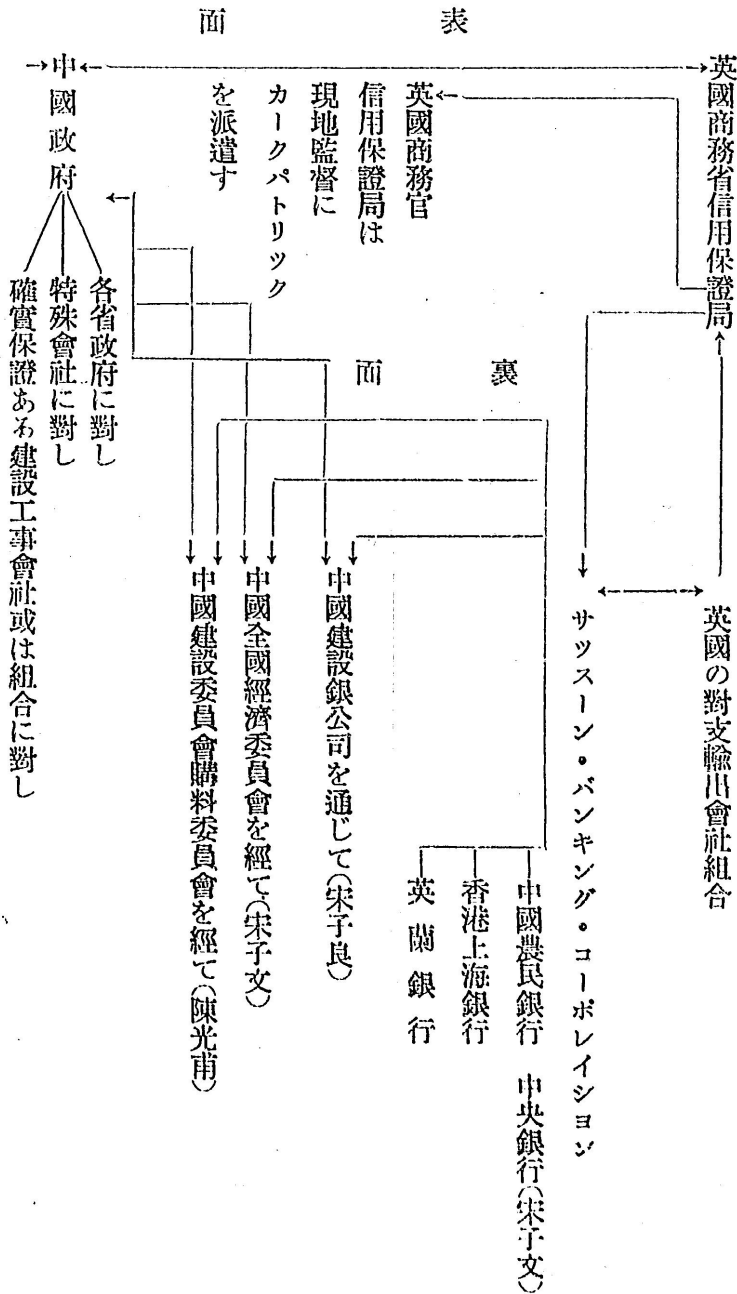 英國商務省信用保證局
英國の對支輸出會社組合
サッスーン・バンキング・コーポレイション
中國農民銀行 中央銀行(宋子文)
香港上海銀行
英蘭銀行
表面
裏面
英國商務官
信用保證局は
現地監督に
カークパトリック
を派遣す
中國建設銀公司を通じて(宋子良)
中國全國經濟委員會を經て(宋子文)
中國建設委員會購料委員會を經て(陳光甫)
中國政府
各省政府に對し
特殊會社に對し
確實保證ある建設工事會社或は組合に對し